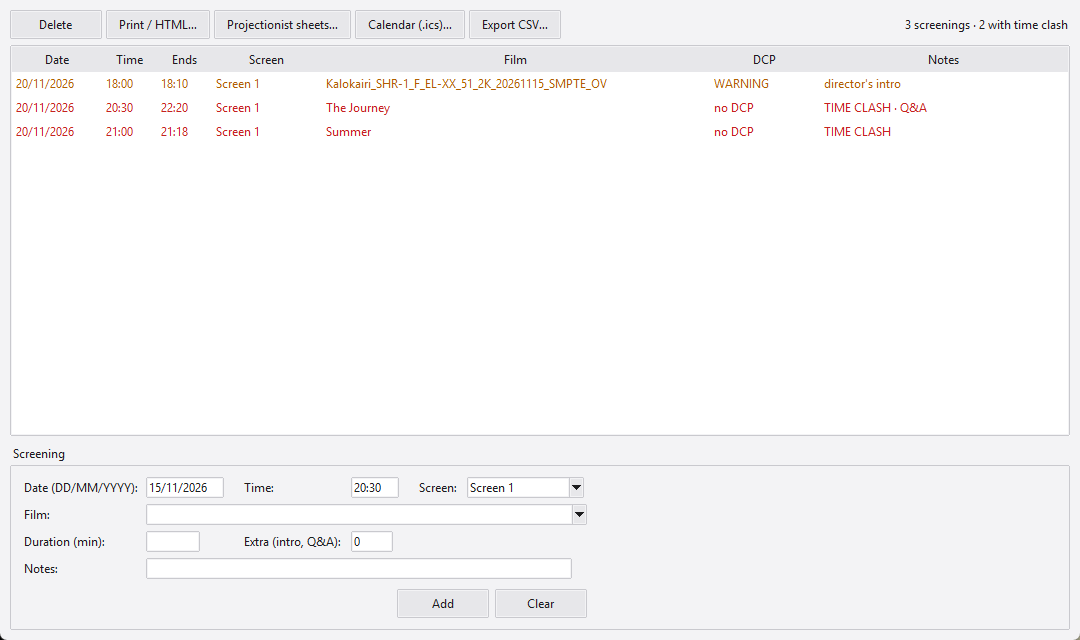 Delete Print / HTML... Projectionist sheets... Calendar (.ics)... Export CSV... 3 screenings · 2 with time clash
Date Time Ends Screen Film DCP Notes
20/11/2026 18:00 18:10 Screen 1 Kalokairi_SHR-1_F_EL-XX_51_2K_20261115_SMPTE_OV WARNING director's intro
20/11/2026 20:30 22:20 Screen 1 The Journey no DCP TIME CLASH · Q&A
20/11/2026 21:00 21:18 Screen 1 Summer no DCP TIME CLASH
Screening
Date (DD/MM/YYYY): 15/11/2026 Time: 20:30 Screen: Screen 1
Film:
Duration (min): Extra (intro, Q&A): 0
Notes:
Add Clear